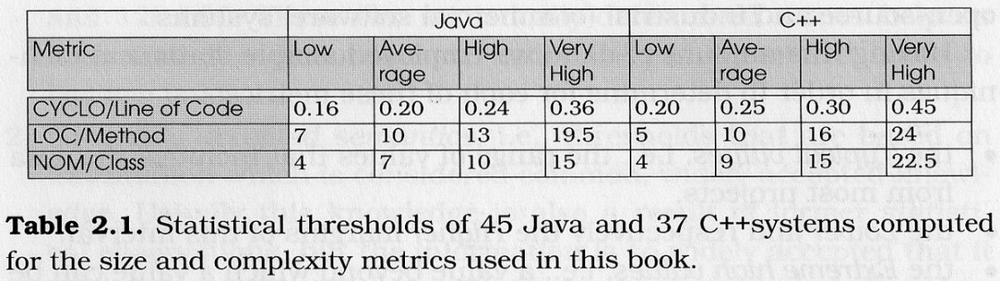 Java C++
Metric Low Ave-rage High Very High Low Ave-rage High Very High
CYCLO/Line of Code 0.16 0.20 0.24 0.36 0.20 0.25 0.30 0.45
LOC/Method 7 10 13 19.5 5 10 16 24
NOM/Class 4 7 10 15 4 9 15 22.5
Table 2.1. Statistical thresholds of 45 Java and 37 C++systems computed
for the size and complexity metrics used in this book.